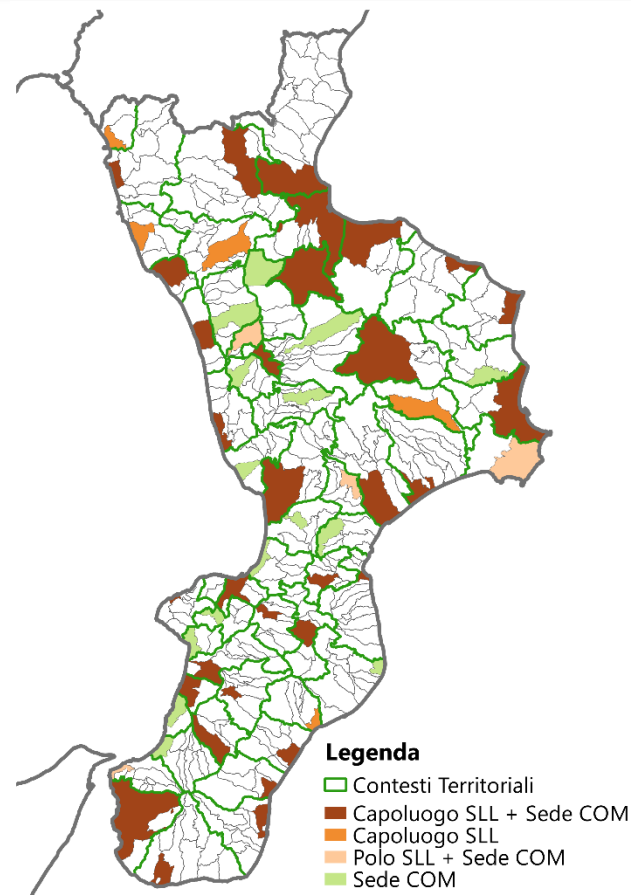 Legenda
Contesti Territoriali
Capoluogo SLL + Sede COM
Capoluogo SLL
Polo SLL + Sede COM
Sede COM